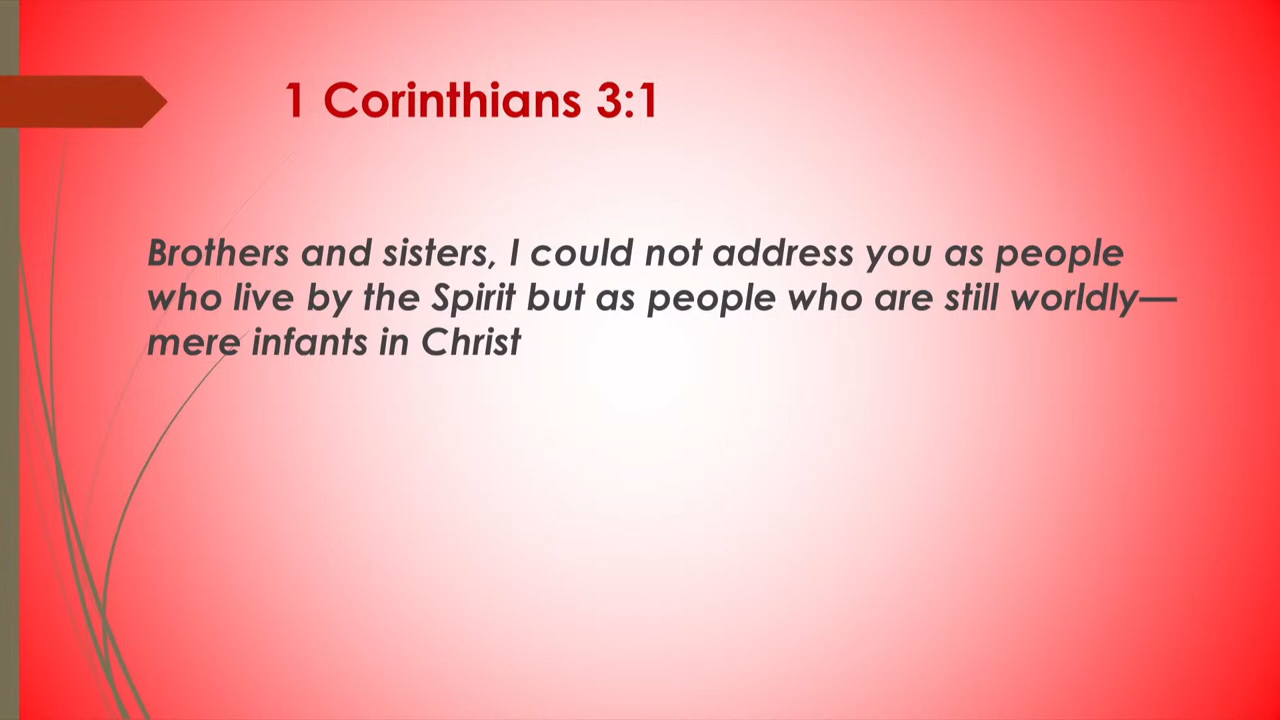 1 Corinthians 3:1
Brothers and sisters, I could not address you as people
who live by the Spirit but as people who are still worldly—
mere infants in Christ